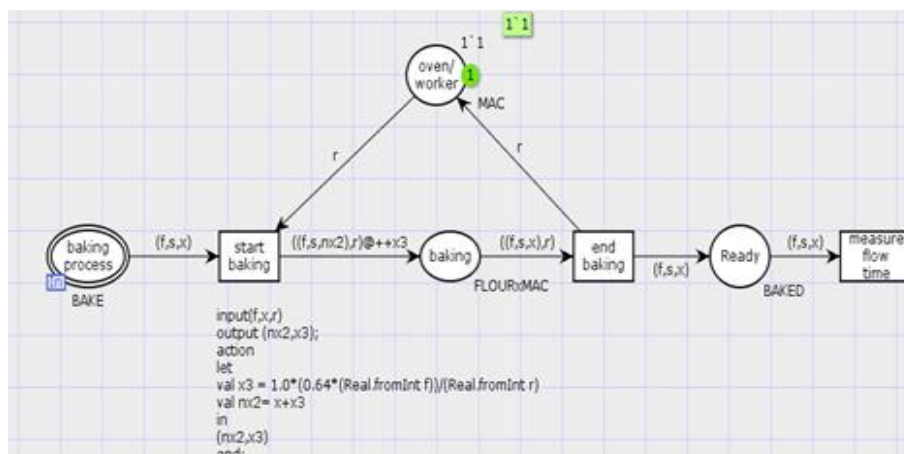 1`1
1`1
oven/
worker
1
MAC
r
r
baking
process
(f,s,x)
start
baking
((f,s,nx2),r)@++x3
baking
((f,s,x),r)
end
baking
(f,s,x)
Ready
(f,s,x)
measure
flow
time
In
BAKE
FLOURxMAC
BAKED
input(f,x,r)
output (nx2,x3);
action
let
val x3 = 1.0*(0.64*(Real.fromInt f))/(Real.fromInt r)
val nx2= x+x3
in
(nx2,x3)
end;